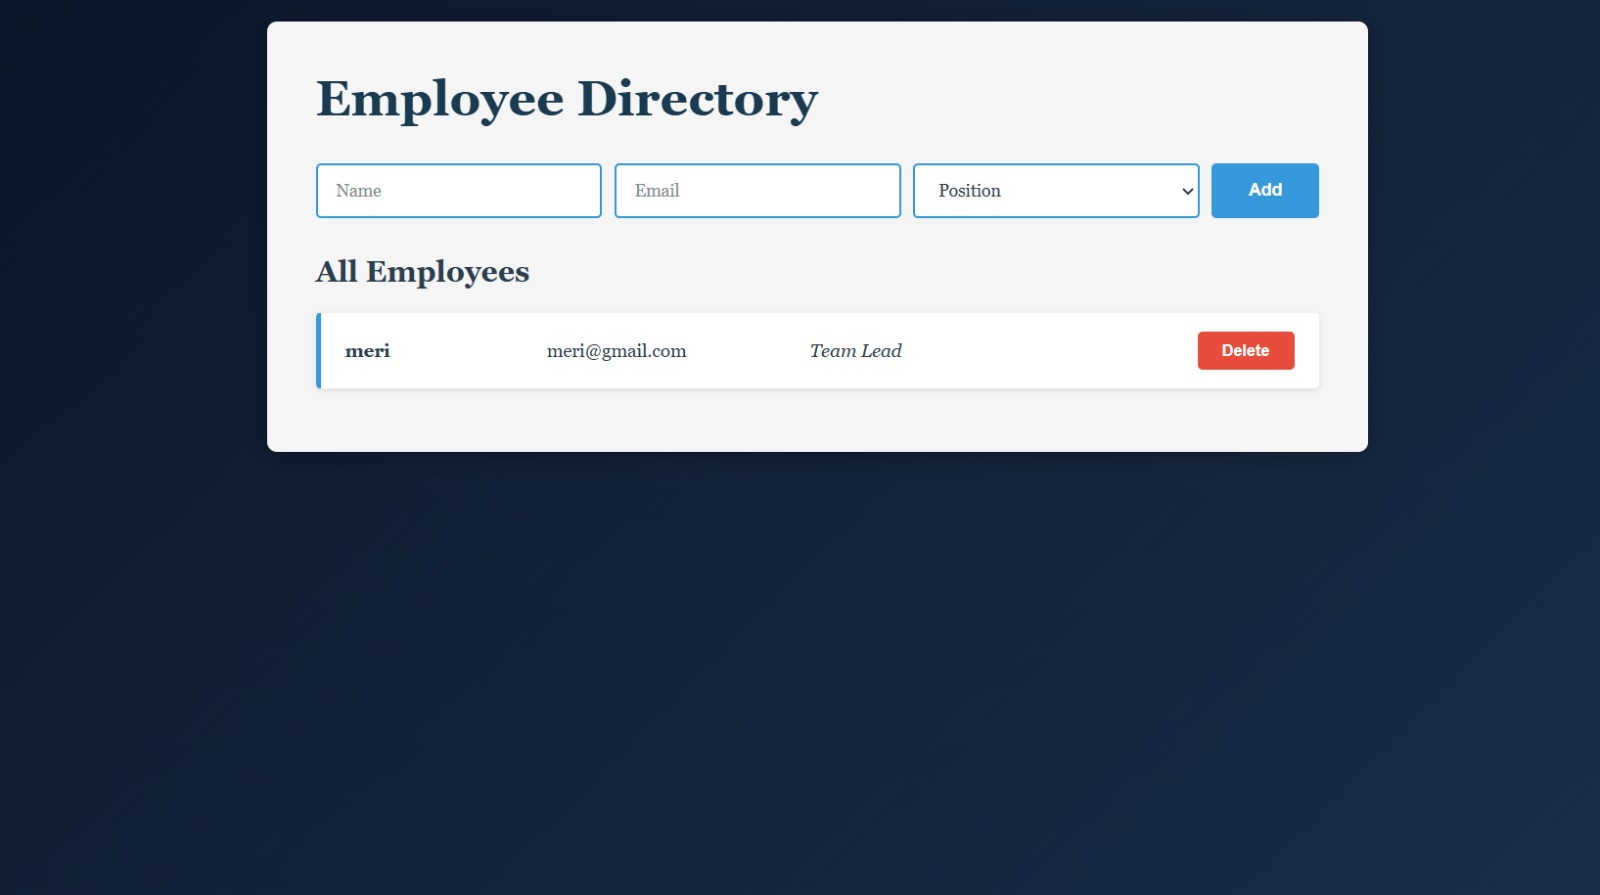 Employee Directory
Name Email Position Add
All Employees
meri meri@gmail.com Team Lead Delete